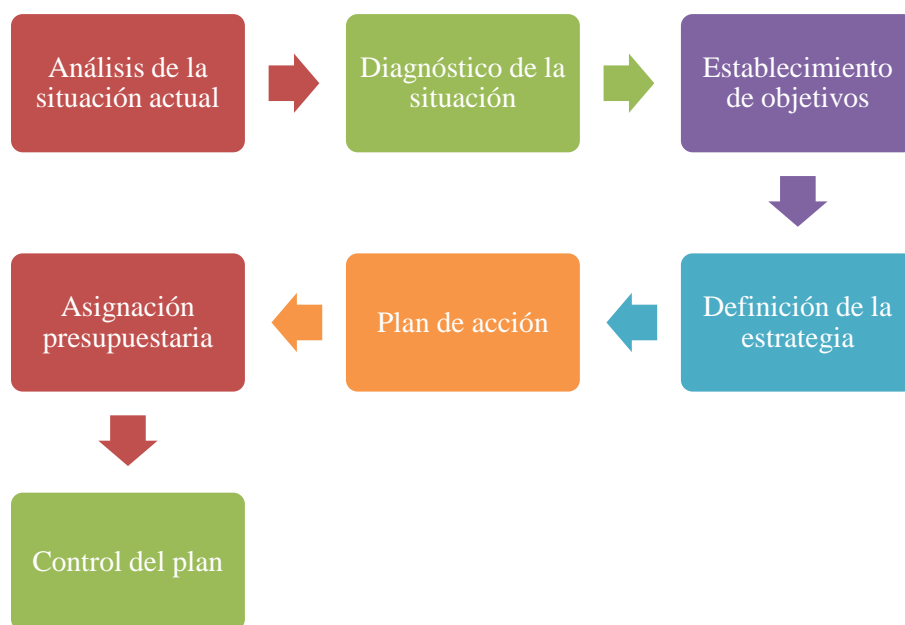 Análisis de la
situación actual
Diagnóstico de la
situación
Establecimiento
de objetivos
Definición de la
estrategia
Plan de acción
Asignación
presupuestaria
Control del plan